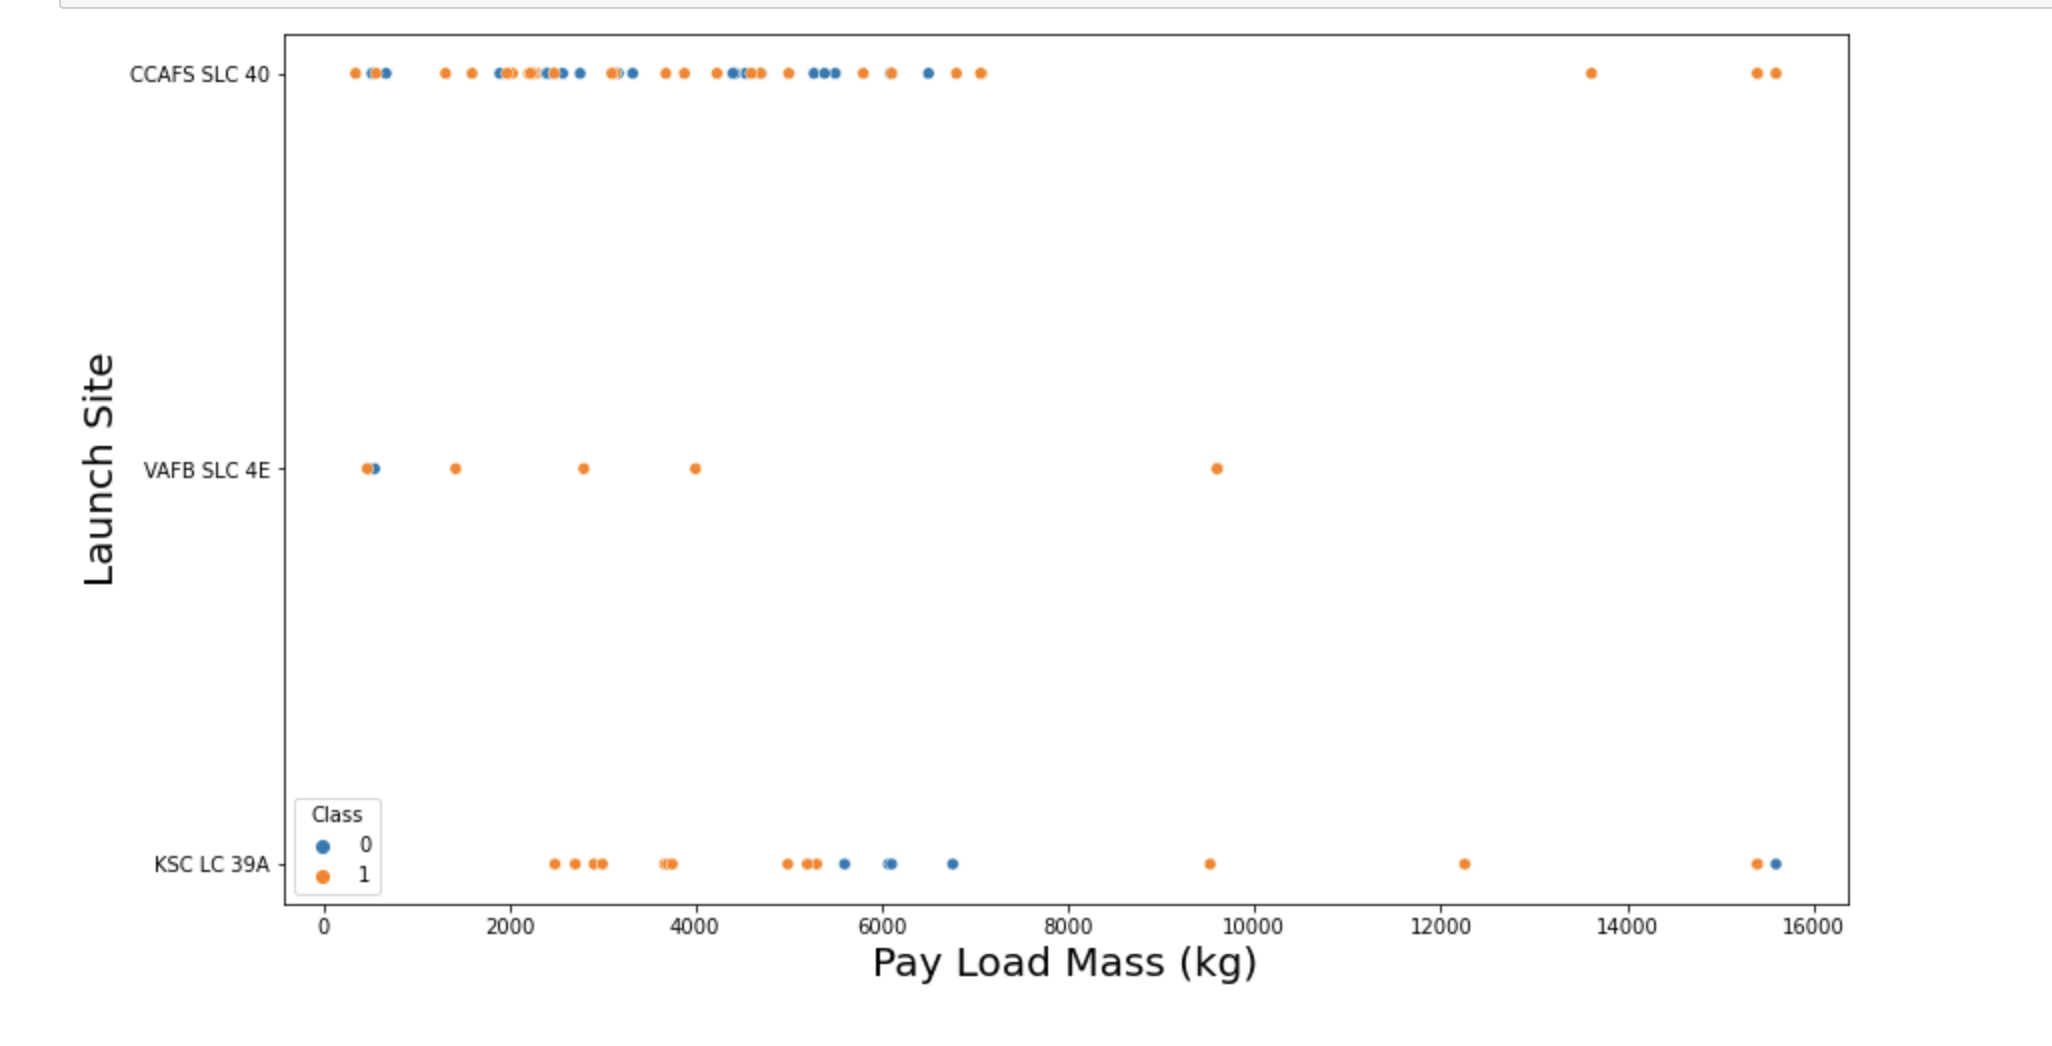 CCAFS SLC 40
VAFB SLC 4E
KSC LC 39A
Launch Site
Class
0
1
0 2000 4000 6000 8000 10000 12000 14000 16000
Pay Load Mass (kg)